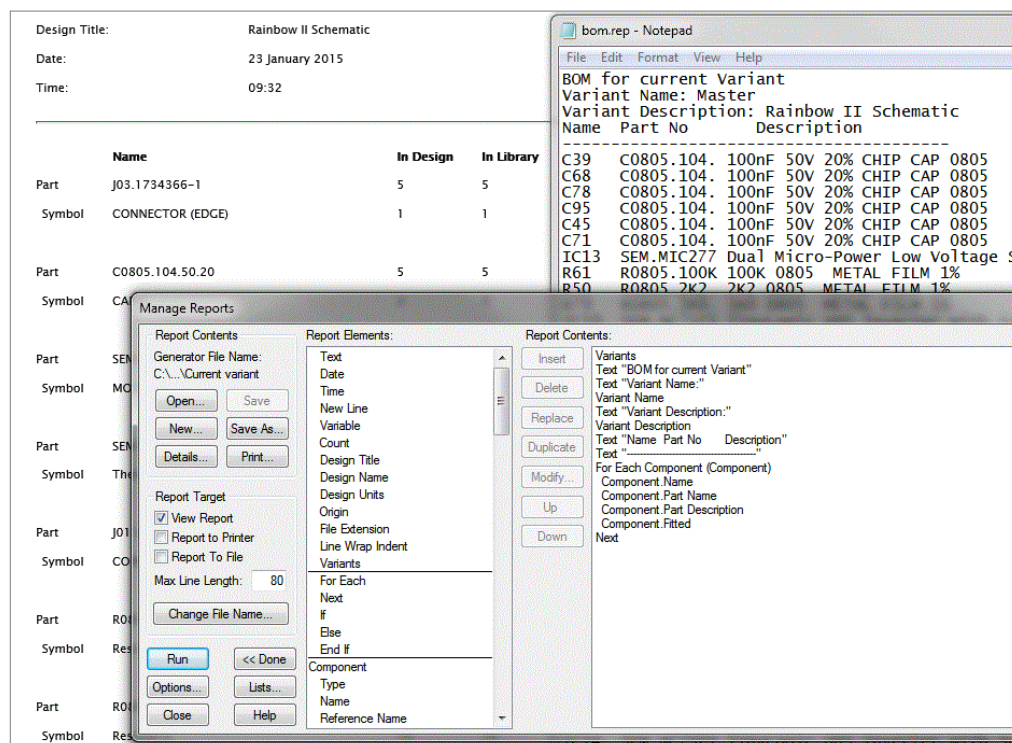 Design Title: Rainbow II Schematic
Date: 23 January 2015
Time: 09:32
Name In Design In Library
Part J03.1734366-1 5 5
Symbol CONNECTOR (EDGE) 1 1
Part C0805.104.50.20 5 5
Symbol
Part
Symbol
Part
Symbol
Part
Symbol
Part
Symbol
Part
Symbol
bom.rep - Notepad
File Edit Format View Help
BOM for current Variant
Variant Name: Master
Variant Description: Rainbow II Schematic
Name Part No Description
----------------------------------------
C39 C0805.104. 100nF 50V 20% CHIP CAP 0805
C68 C0805.104. 100nF 50V 20% CHIP CAP 0805
C78 C0805.104. 100nF 50V 20% CHIP CAP 0805
C95 C0805.104. 100nF 50V 20% CHIP CAP 0805
C45 C0805.104. 100nF 50V 20% CHIP CAP 0805
C71 C0805.104. 100nF 50V 20% CHIP CAP 0805
IC13 SEM.MIC277 Dual Micro-Power Low Voltage S
R61 R0805.100K 100K 0805 METAL FILM 1%
R50 R0805.2K2 2K2 0805 METAL FILM 1%
Manage Reports
Report Contents
Generator File Name:
C:\...\Current variant
Open... Save
New... Save As...
Details... Print...
Report Target
View Report
Report to Printer
Report To File
Max Line Length: 80
Change File Name...
Run << Done
Options... Lists...
Close Help
Report Elements:
Text
Date
Time
New Line
Variable
Count
Design Title
Design Name
Design Units
Origin
File Extension
Line Wrap Indent
Variants
For Each
Next
If
Else
End If
Component
Type
Name
Reference Name
Insert
Delete
Replace
Duplicate
Modify...
Up
Down
Report Contents:
Variants
Text "BOM for current Variant"
Text "Variant Name:"
Variant Name
Text "Variant Description:"
Variant Description
Text "Name Part No Description"
Text "----------------------------------------"
For Each Component (Component)
Component.Name
Component.Part Name
Component.Part Description
Component.Fitted
Next